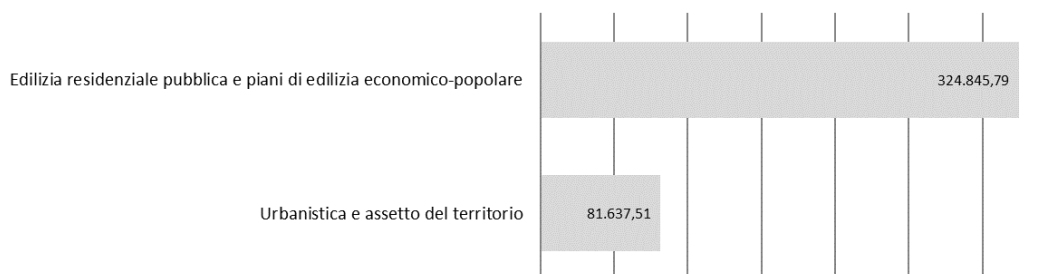 Edilizia residenziale pubblica e piani di edilizia economico-popolare
324.845,79
Urbanistica e assetto del territorio
81.637,51